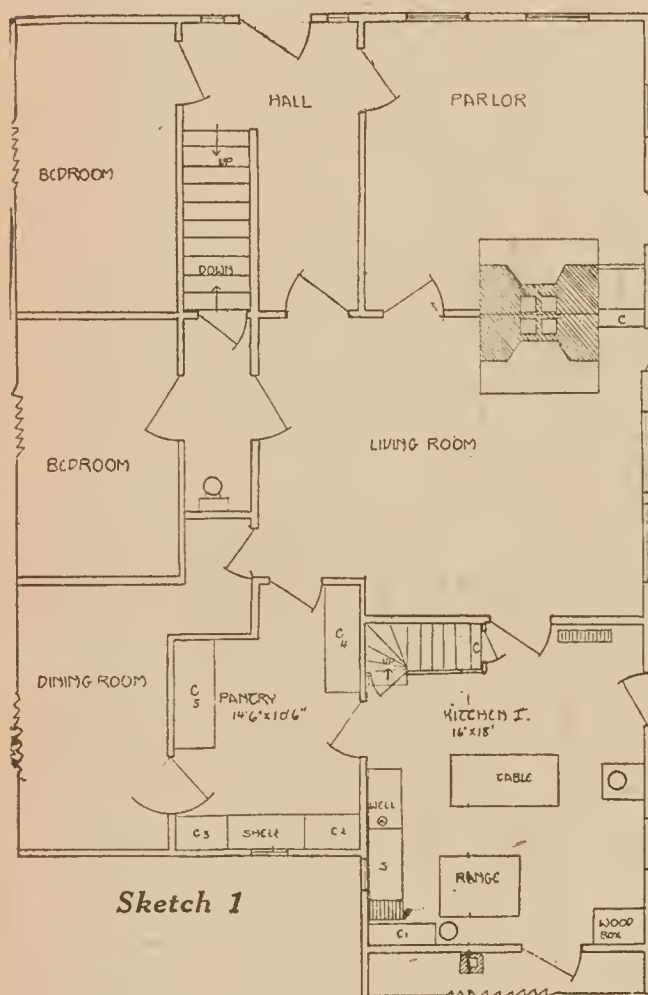 HALL
PARLOR
UP
BEDROOM
DOWN
C
LIVING ROOM
BEDROOM
C
4
C
UP
DINING ROOM
C
5
PANTRY
14'6"X10'6"
KITCHEN I.
16'X18'
TABLE
WELL
S
RANGE
C3
SHELF
C2
C1
WOOD
BOX
Sketch 1